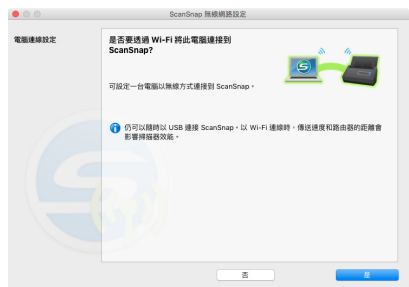 ScanSnap 無線網路設定
電腦連線設定
是否要透過 Wi-Fi 將此電腦連接到
ScanSnap?
可設定一台電腦以無線方式連接到 ScanSnap。
仍可以隨時以 USB 連接 ScanSnap。以 Wi-Fi 連線時，傳送速度和路由器的距離會
影響掃描器效能。
否
是